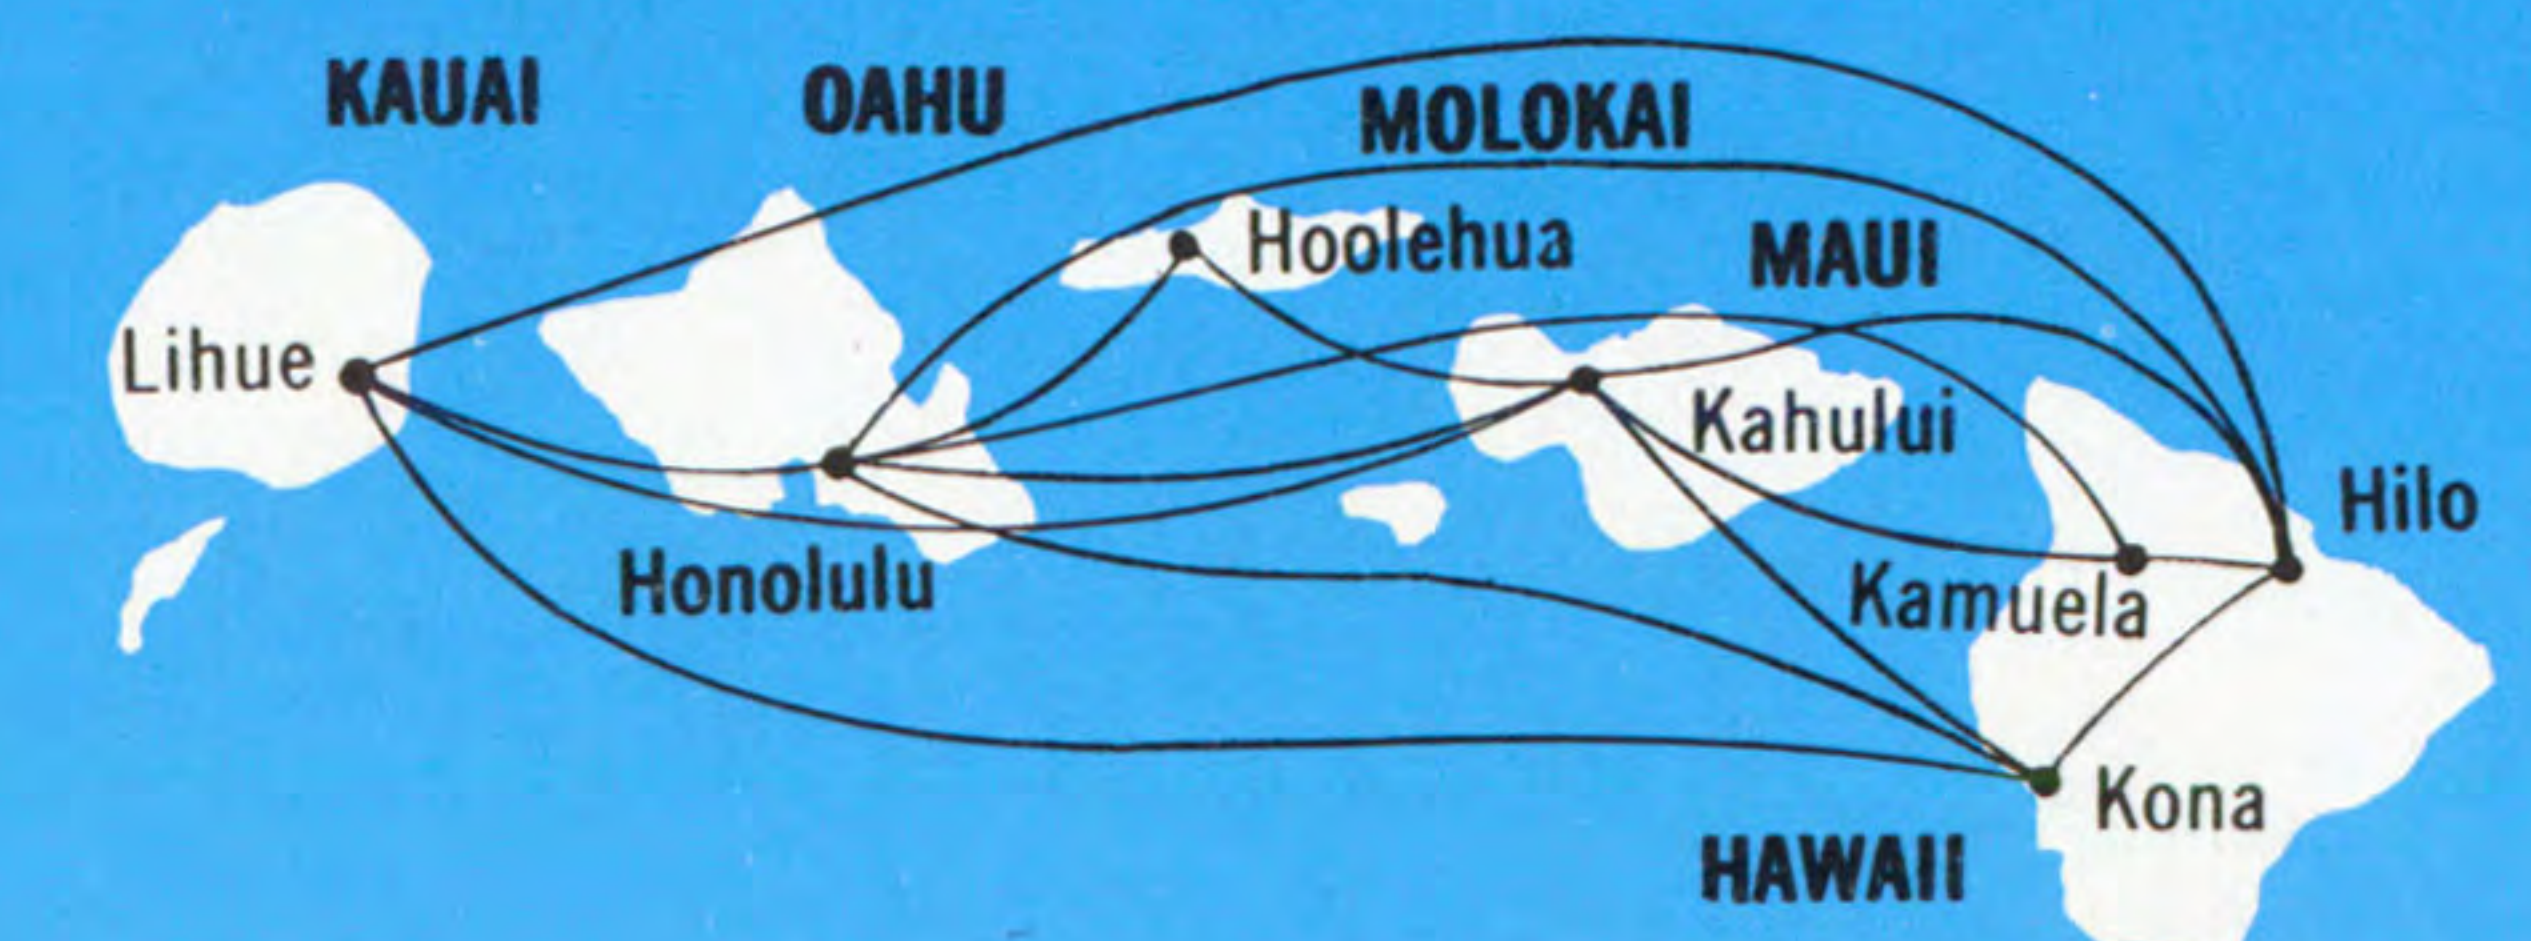 KAUAI
OAHU
MOLOKAI
Hoolehua
MAUI
Lihue
Kahului
Hilo
Honolulu
Kamuela
Kona
HAWAII